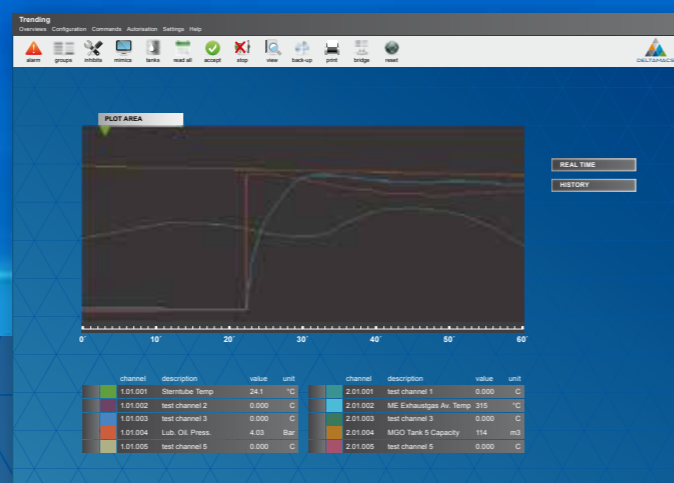 Trending
Overviews Configuration Commands Autorisation Settings Help
alarm groups inhibits mimics tanks read all accept stop view back-up print bridge reset
DELTAMACS
PLOT AREA
REAL TIME
HISTORY
0´ 10´ 20´ 30´ 40´ 50´ 60´
channel description value unit channel description value unit
1.01.001 Sterntube Temp 24.1 °C 2.01.001 test channel 1 0.000 C
1.01.002 test channel 2 0.000 C 2.01.002 ME Exhaustgas Av. Temp 315 °C
1.01.003 test channel 3 0.000 C 2.01.003 test channel 3 0.000 C
1.01.004 Lub. Oil. Press. 4.03 Bar 2.01.004 MGO Tank 5 Capacity 114 m3
1.01.005 test channel 5 0.000 C 2.01.005 test channel 5 0.000 C